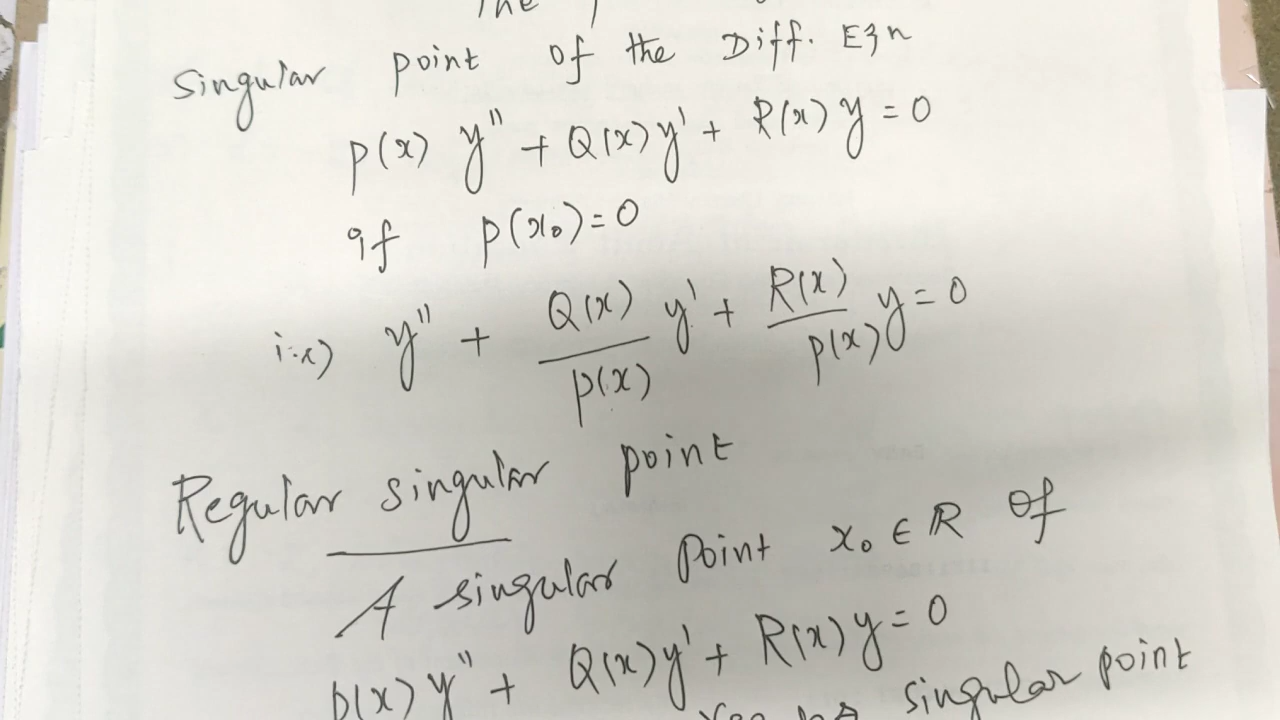 The
Singular point of the Diff. Eqn
P(x) y'' + Q(x) y' + R(x) y = 0
if P(x₀) = 0
i.e) y'' + Q(x)/P(x) y' + R(x)/P(x) y = 0
Regular singular point
A singular point x₀ ∈ ℝ of
P(x) y'' + Q(x) y' + R(x) y = 0
singular point